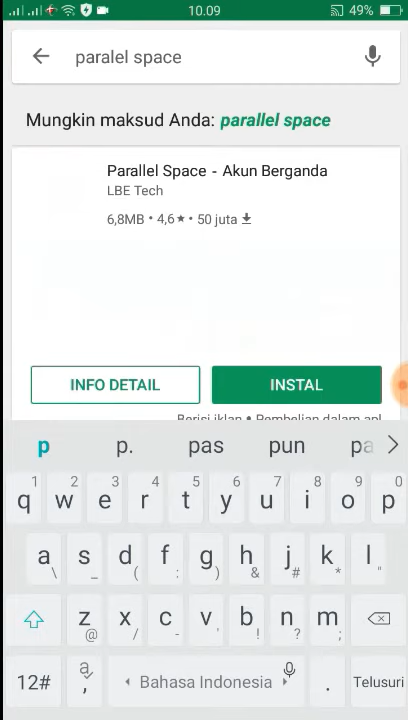 10.09
49%
paralel space
Mungkin maksud Anda: parallel space
Parallel Space - Akun Berganda
LBE Tech
6,8MB • 4,6★ • 50 juta
INFO DETAIL
INSTAL
Berisi iklan • Pembelian dalam apl
p p. pas pun pa
1 2 3 4 5 6 7 8 9 0
q w e r t y u i o p
a s d f g h j k l
\ _ ( : ) & # * "
z x c v b n m
@ / - ' ! ? ;
12# , Bahasa Indonesia . Telusuri